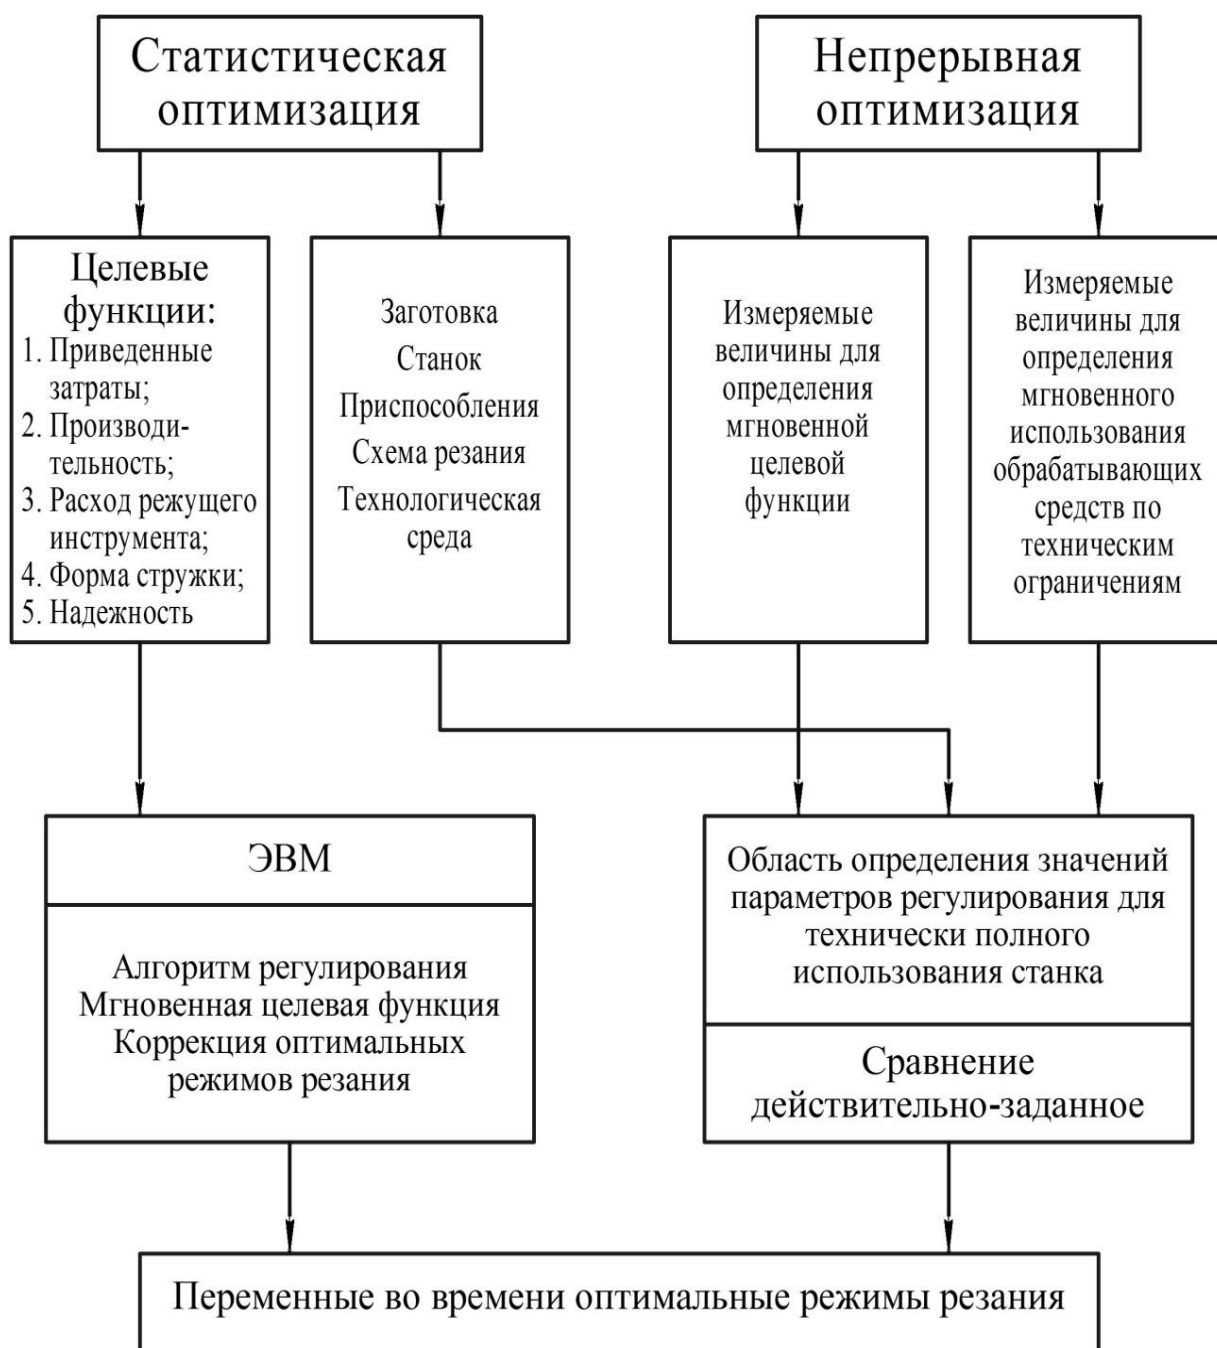 Статистическая
оптимизация
Непрерывная
оптимизация
Целевые
функции:
1. Приведенные
затраты;
2. Производи-
тельность;
3. Расход режущего
инструмента;
4. Форма стружки;
5. Надежность
Заготовка
Станок
Приспособления
Схема резания
Технологическая
среда
Измеряемые
величины для
определения
мгновенной
целевой
функции
Измеряемые
величины для
определения
мгновенного
использования
обрабатывающих
средств по
техническим
ограничениям
ЭВМ
Алгоритм регулирования
Мгновенная целевая функция
Коррекция оптимальных
режимов резания
Область определения значений
параметров регулирования для
технически полного
использования станка
Сравнение
действительно-заданное
Переменные во времени оптимальные режимы резания